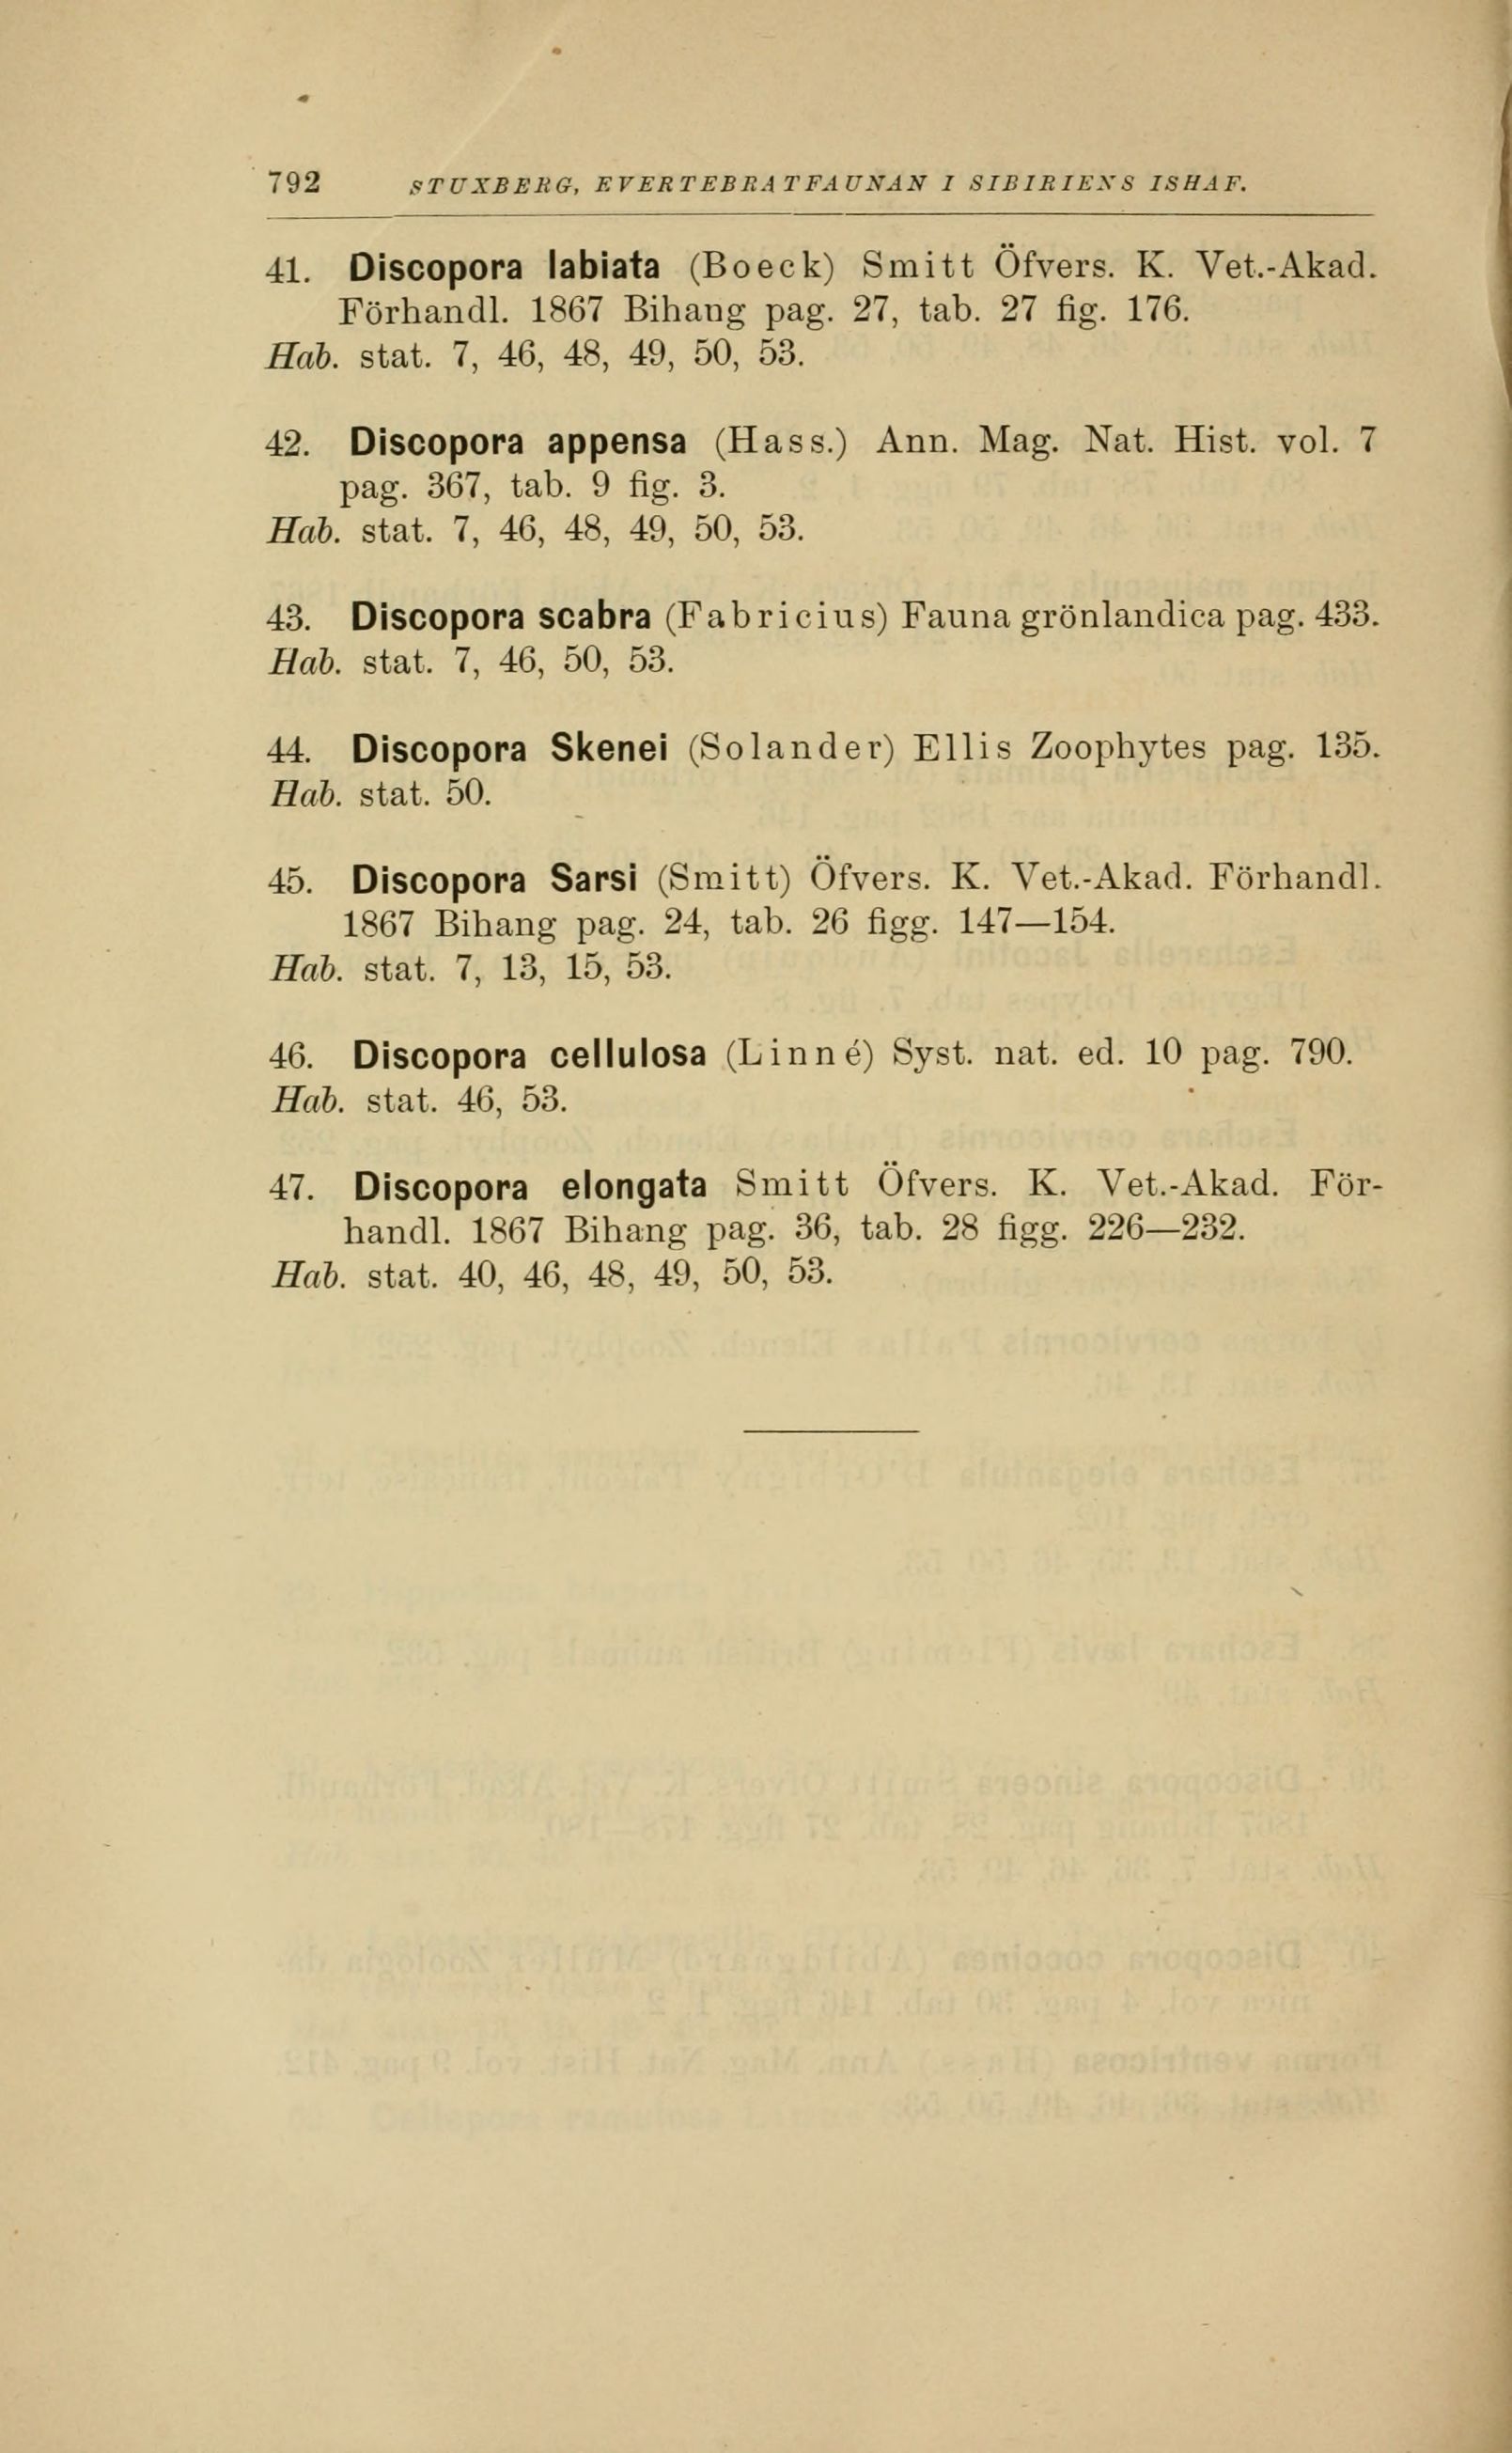 792 STUXBERG, EVERTEBRATFAUNAN I SIBIRIENS ISHAF.
41. Discopora labiata (Boeck) Smitt Öfvers. K. Vet.-Akad.
Förhandl. 1867 Bihang pag. 27, tab. 27 fig. 176.
Hab. stat. 7, 46, 48, 49, 50, 53.
42. Discopora appensa (Hass.) Ann. Mag. Nat. Hist. vol. 7
pag. 367, tab. 9 fig. 3.
Hab. stat. 7, 46, 48, 49, 50, 53.
43. Discopora scabra (Fabricius) Fauna grönlandica pag. 433.
Hab. stat. 7, 46, 50, 53.
44. Discopora Skenei (Solander) Ellis Zoophytes pag. 135.
Hab. stat. 50.
45. Discopora Sarsi (Smitt) Öfvers. K. Vet.-Akad. Förhandl.
1867 Bihang pag. 24, tab. 26 figg. 147—154.
Hab. stat. 7, 13, 15, 53.
46. Discopora cellulosa (Linné) Syst. nat. ed. 10 pag. 790.
Hab. stat. 46, 53.
47. Discopora elongata Smitt Öfvers. K. Vet.-Akad. För-
handl. 1867 Bihang pag. 36, tab. 28 figg. 226—232.
Hab. stat. 40, 46, 48, 49, 50, 53.